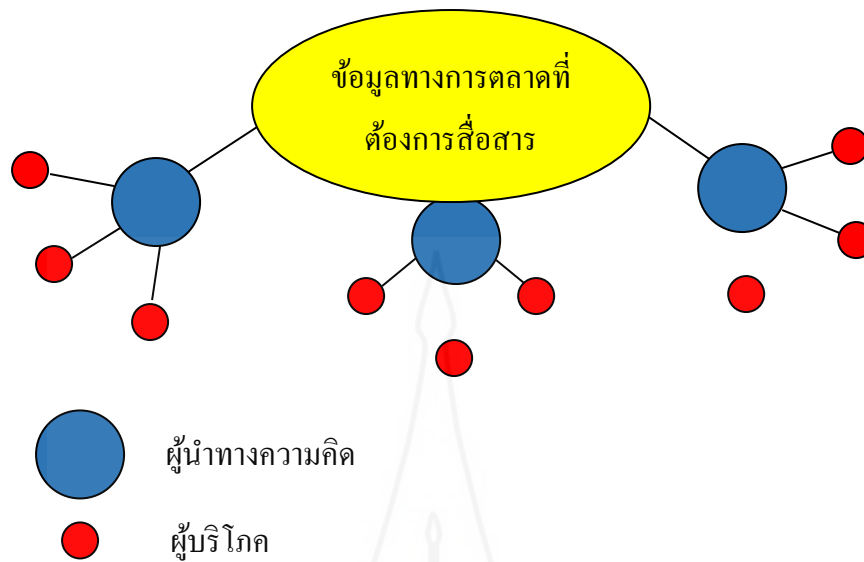 ข้อมูลทางการตลาดที่
ต้องการสื่อสาร
ผู้นำทางความคิด
ผู้บริโภค